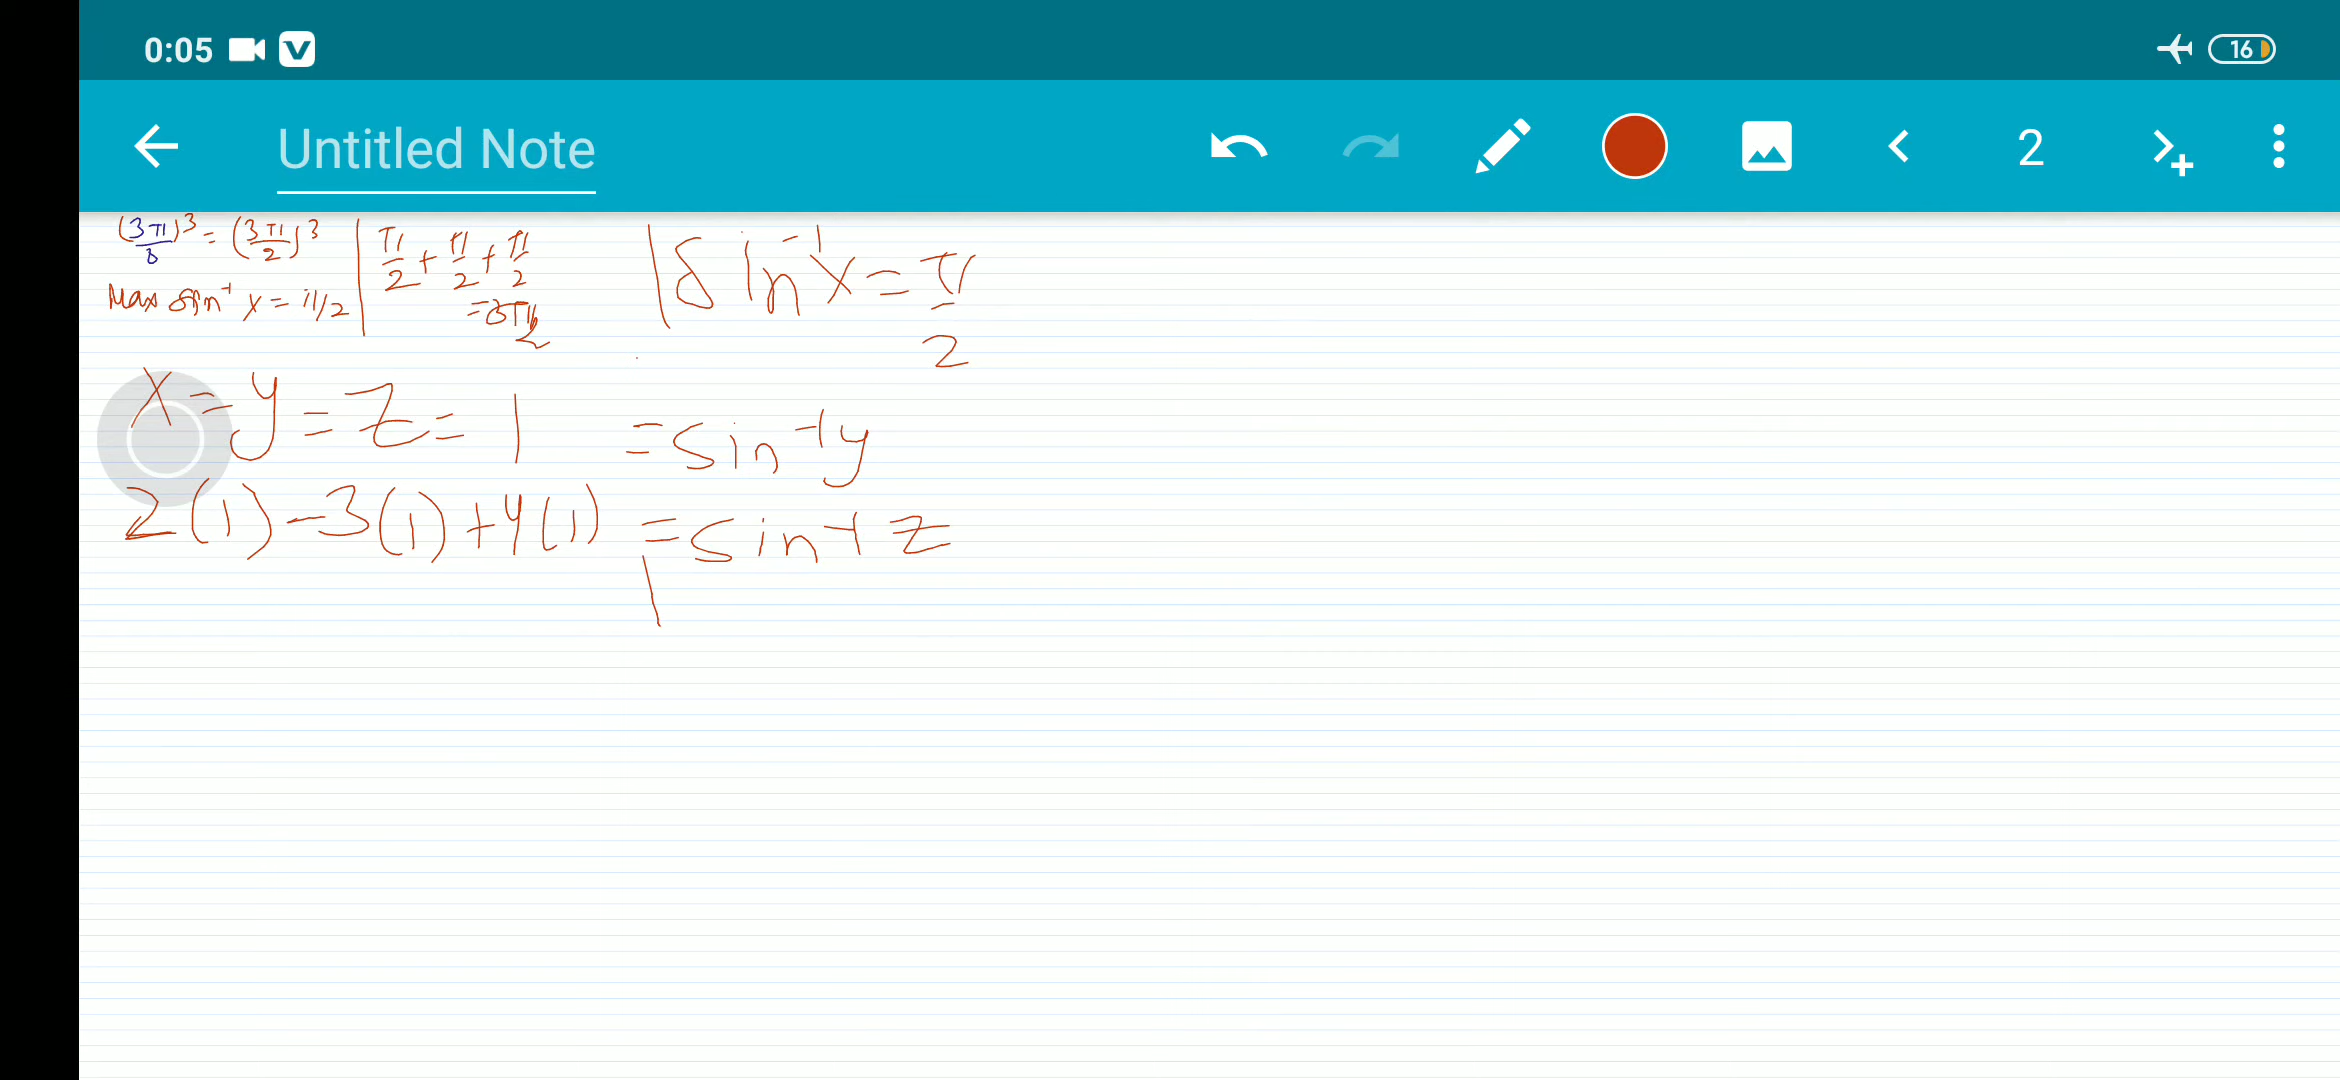 0:05 V 16
Untitled Note 2
(3π/8)^3 = (3π/2)^3
Max sin^-1 x = π/2
π/2 + π/2 + π/2
= 3π/2
sin^-1 x = π/2
x = y = z = 1
= sin^-1 y
2(1) - 3(1) + 4(1)
= sin^-1 z